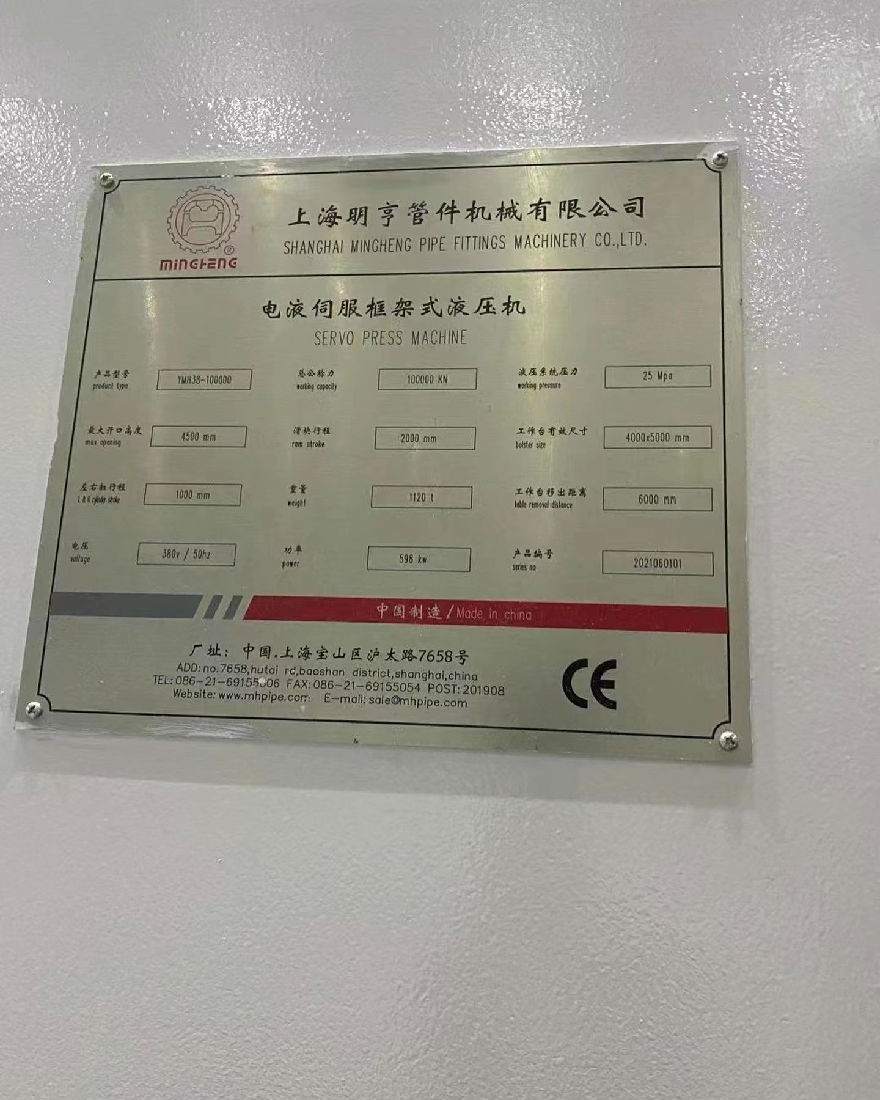 上海明亨管件机械有限公司
SHANGHAI MINGHENG PIPE FITTINGS MACHINERY CO.,LTD.
MINGHENG ®
电液伺服框架式液压机
SERVO PRESS MACHINE
产品型号 YMH38-100000 总公称力 100000 KN 液压系统压力 25 Mpa
product type working capacity working pressure
最大开口高度 4500 mm 滑块行程 2000 mm 工作台有效尺寸 4000x5000 mm
max opening ram stroke bolster size
左右缸行程 1000 mm 重量 1120 t 工作台移出距离 6000 mm
L & R cylinder stroke weight table removal distance
电压 380v / 50hz 功率 596 kw 产品编号 2021060101
voltage power series no
中国制造/Made in china
厂址: 中国.上海宝山区沪太路7658号
ADD:no.7658,hutai rd,baoshan district,shanghai,china
TEL:086-21-69155006 FAX:086-21-69155054 POST:201908
Website:www.mhpipe.com E-mail:sale@mhpipe.com
CE